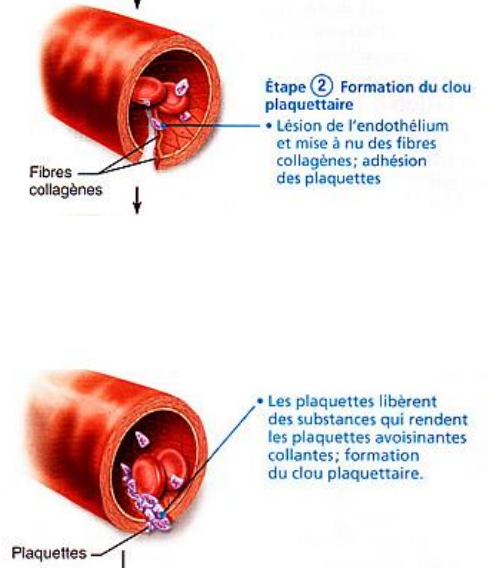 Étape 2 Formation du clou
plaquettaire
• Lésion de l'endothélium
et mise à nu des fibres
collagènes; adhésion
des plaquettes
Fibres
collagènes
• Les plaquettes libèrent
des substances qui rendent
les plaquettes avoisinantes
collantes; formation
du clou plaquettaire.
Plaquettes